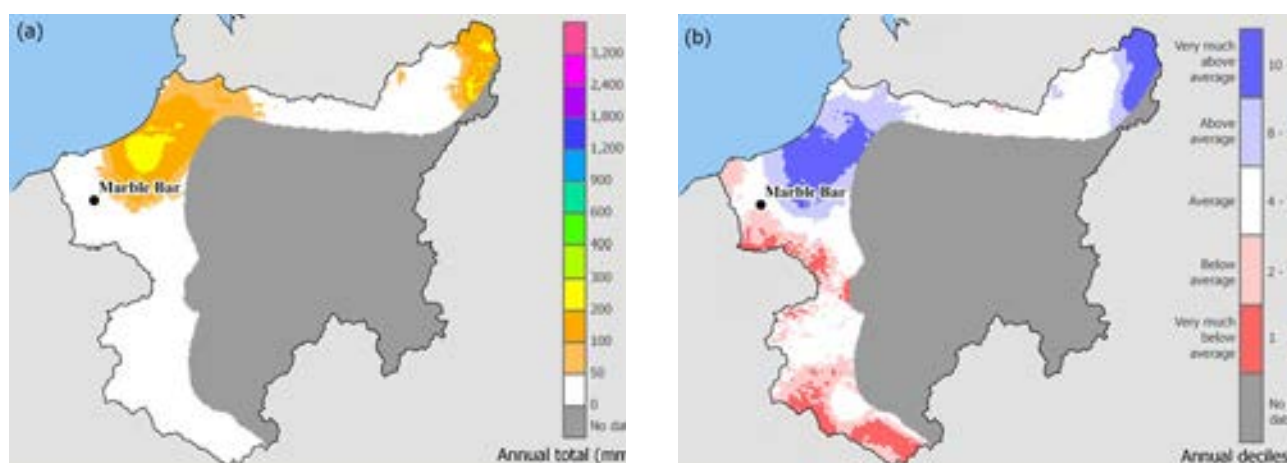 (a)
3,200
2,400
1,800
1,200
900
600
400
300
200
100
50
0
No dat
Annual total (mm
Marble Bar
(b)
Very much
above
average
10
Above
average
8
Average
4 -
Below
average
2 -
Very much
below
average
1
No
dat
Annual deciles
Marble Bar